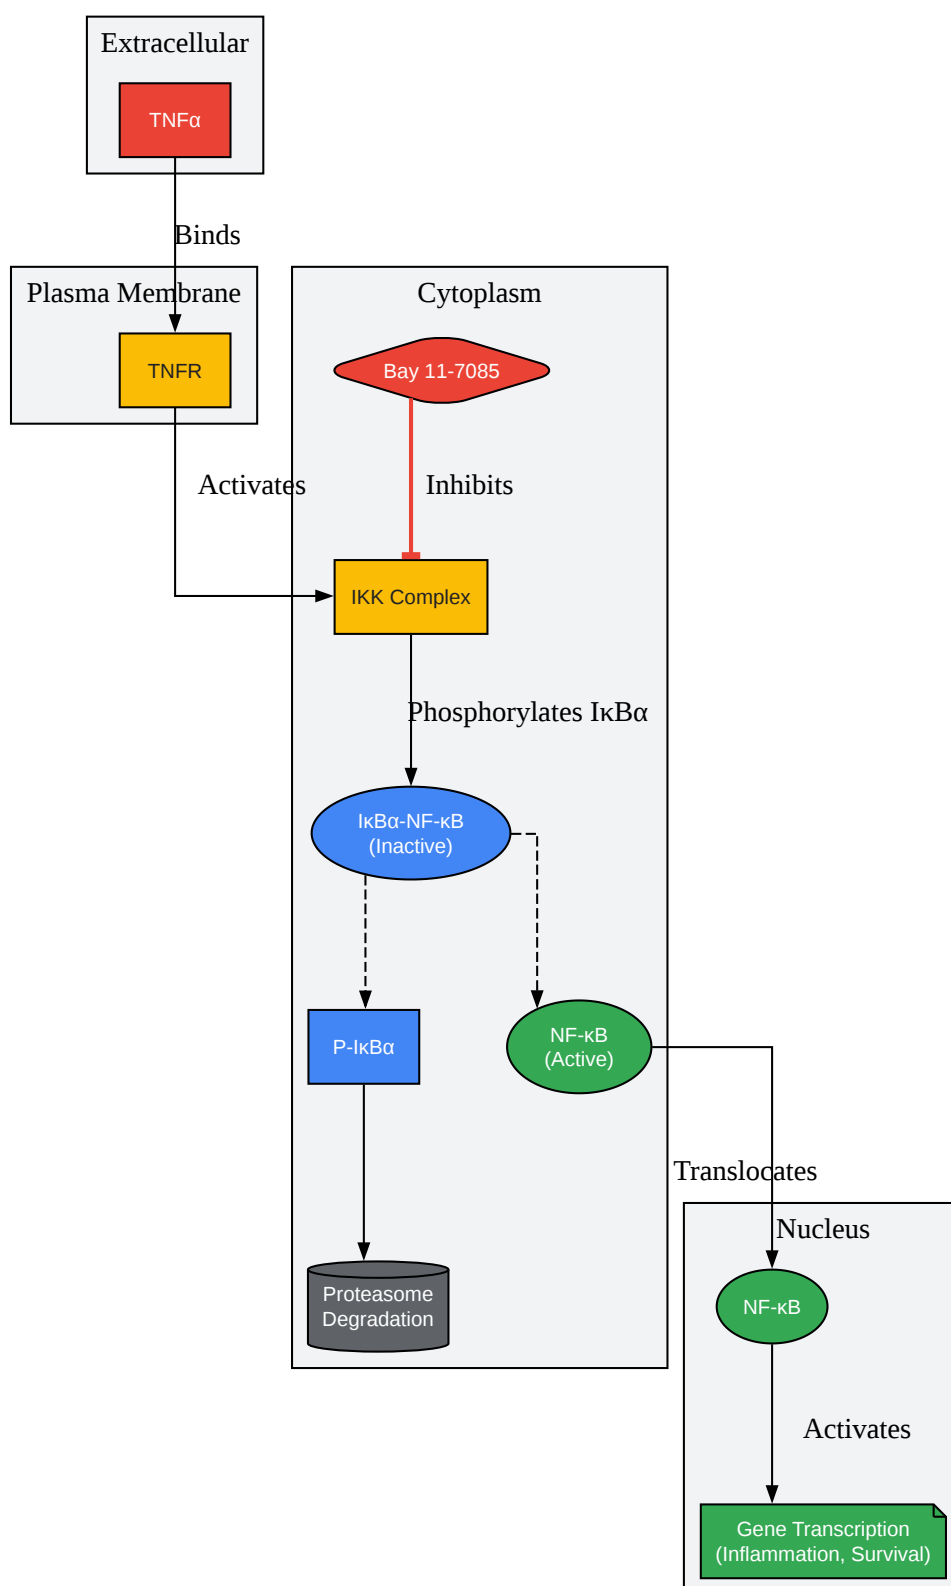 Extracellular
TNFα
Binds
Plasma Membrane
TNFR
Activates
Cytoplasm
Bay 11-7085
Inhibits
IKK Complex
Phosphorylates IκBα
IκBα-NF-κB
(Inactive)
P-IκBα
NF-κB
(Active)
Proteasome
Degradation
Translocates
Nucleus
NF-κB
Activates
Gene Transcription
(Inflammation, Survival)